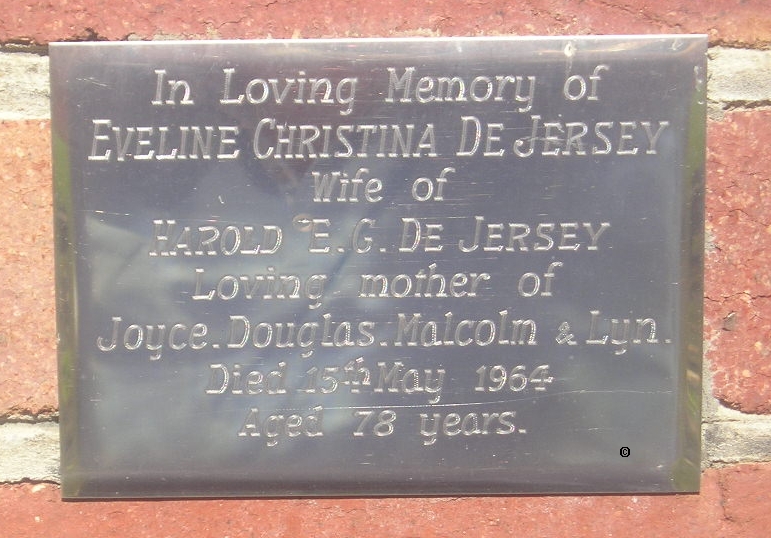 In Loving Memory of
EVELINE CHRISTINA DE JERSEY
Wife of
HAROLD E.G. DE JERSEY
Loving mother of
Joyce. Douglas. Malcolm & Lyn.
Died 15th May 1964
Aged 78 years.
©